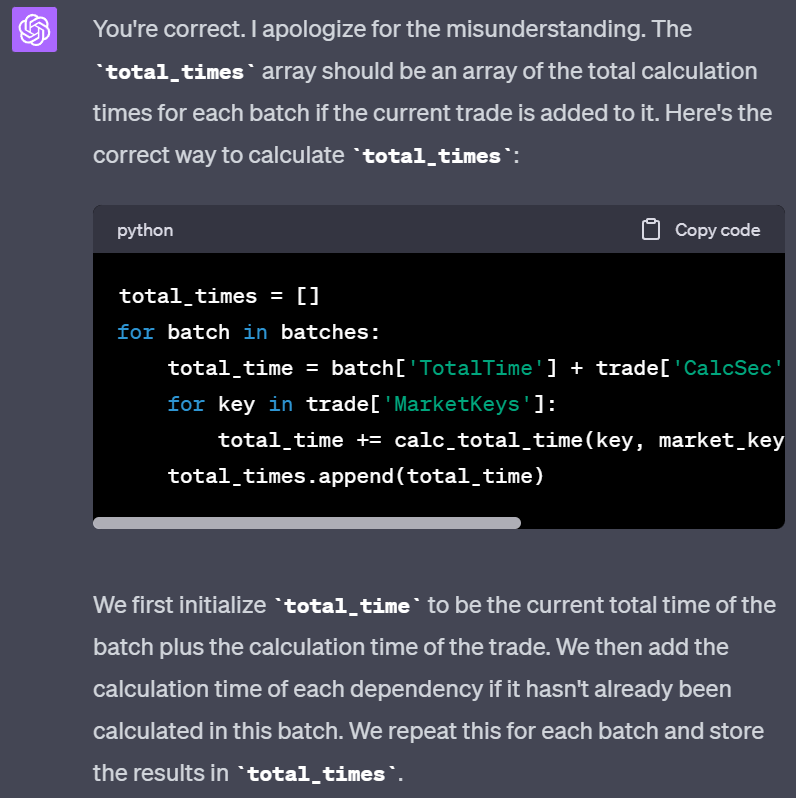 You're correct. I apologize for the misunderstanding. The
`total_times` array should be an array of the total calculation
times for each batch if the current trade is added to it. Here's the
correct way to calculate `total_times`:
python Copy code
total_times = []
for batch in batches:
    total_time = batch['TotalTime'] + trade['CalcSec'
    for key in trade['MarketKeys']:
        total_time += calc_total_time(key, market_key
    total_times.append(total_time)
We first initialize `total_time` to be the current total time of the
batch plus the calculation time of the trade. We then add the
calculation time of each dependency if it hasn't already been
calculated in this batch. We repeat this for each batch and store
the results in `total_times`.